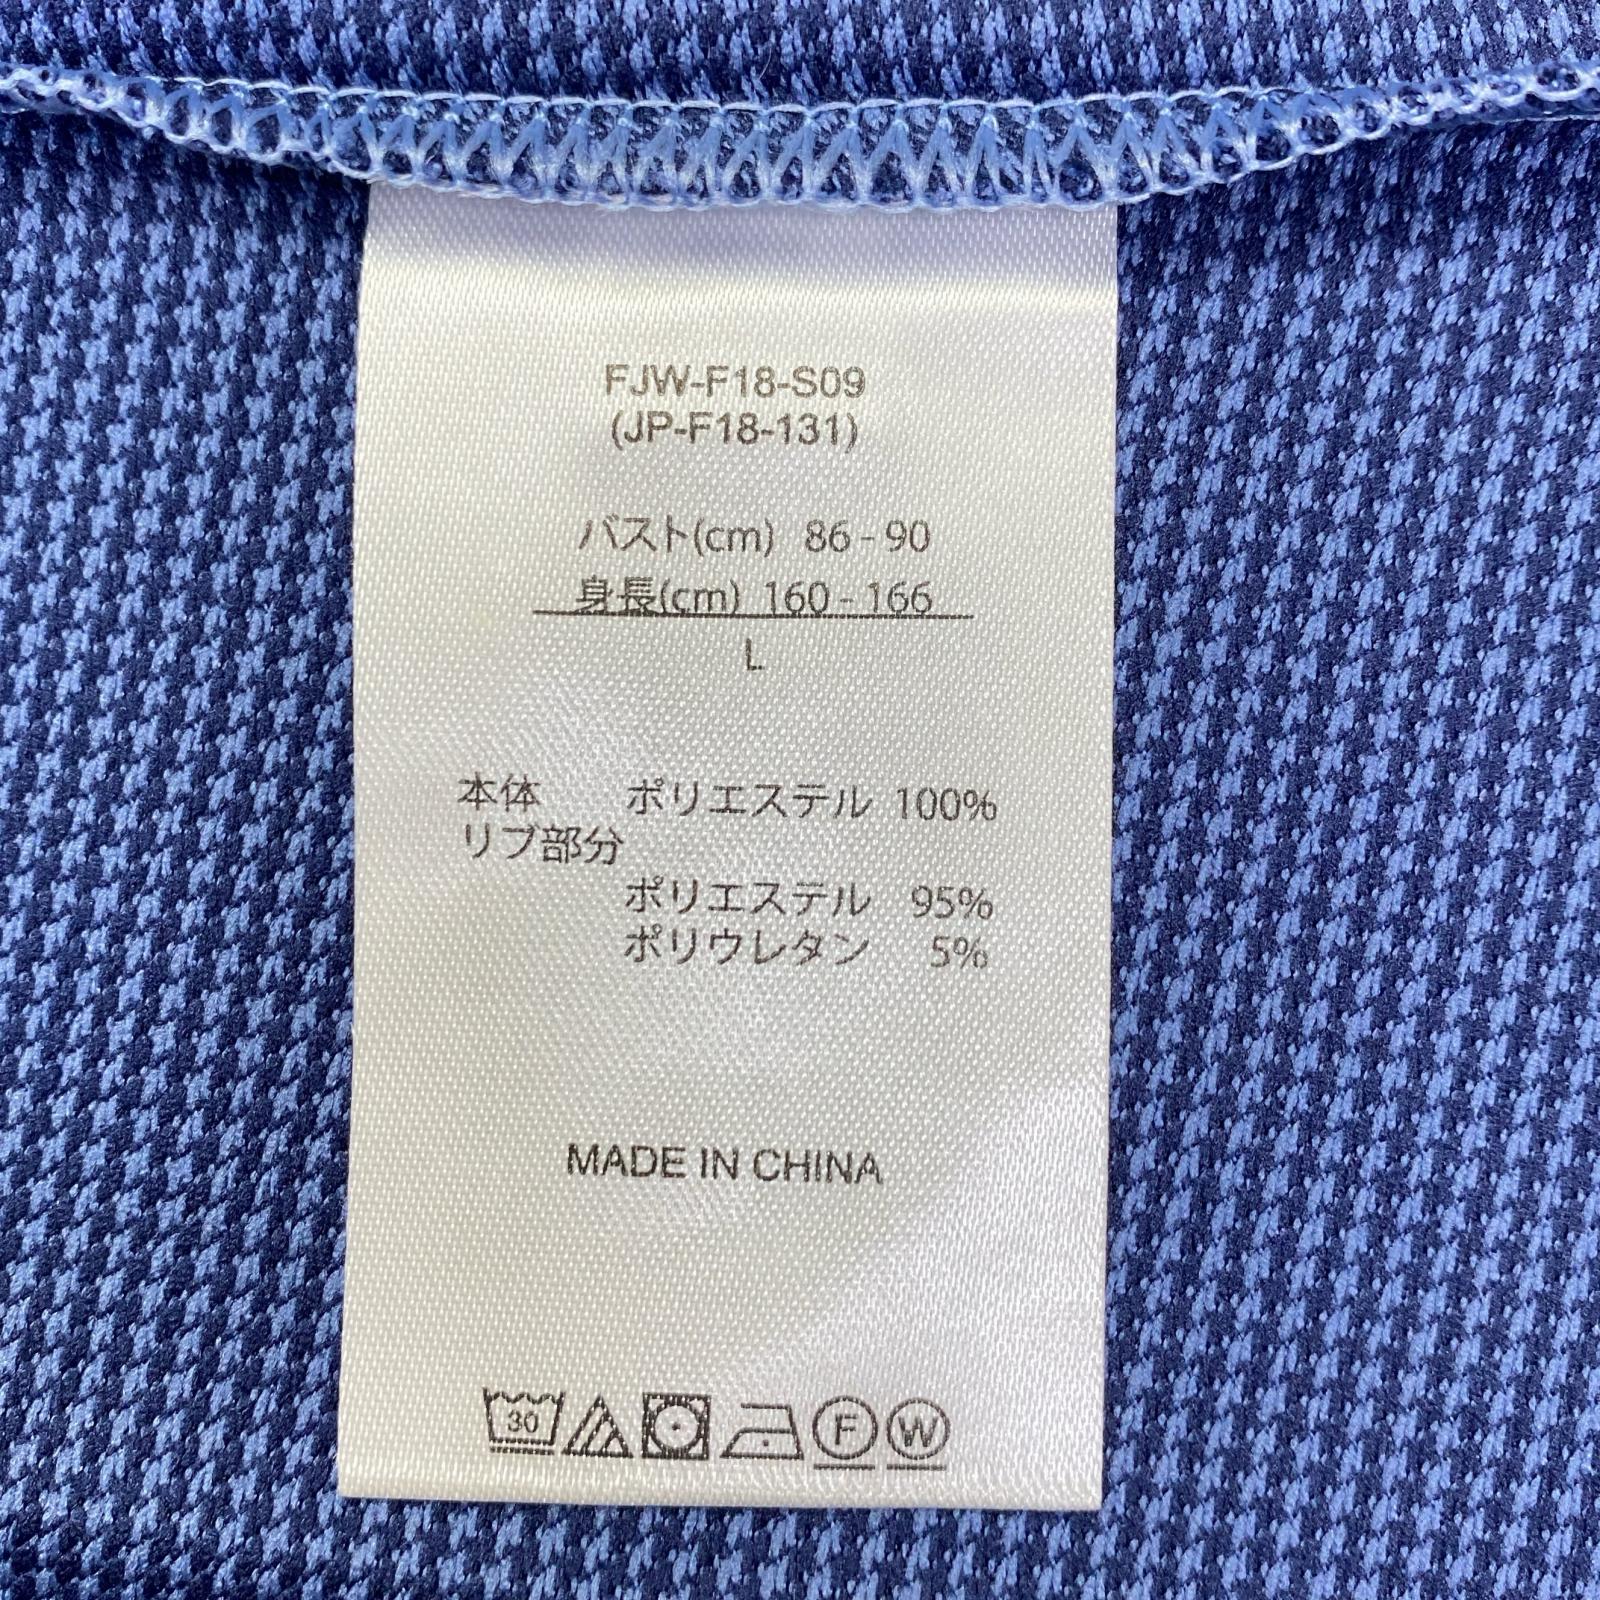 FJW-F18-S09
(JP-F18-131)
バスト(cm) 86 - 90
身長(cm) 160 - 166
L
本体 ポリエステル 100%
リブ部分
ポリエステル 95%
ポリウレタン 5%
MADE IN CHINA
30 F W